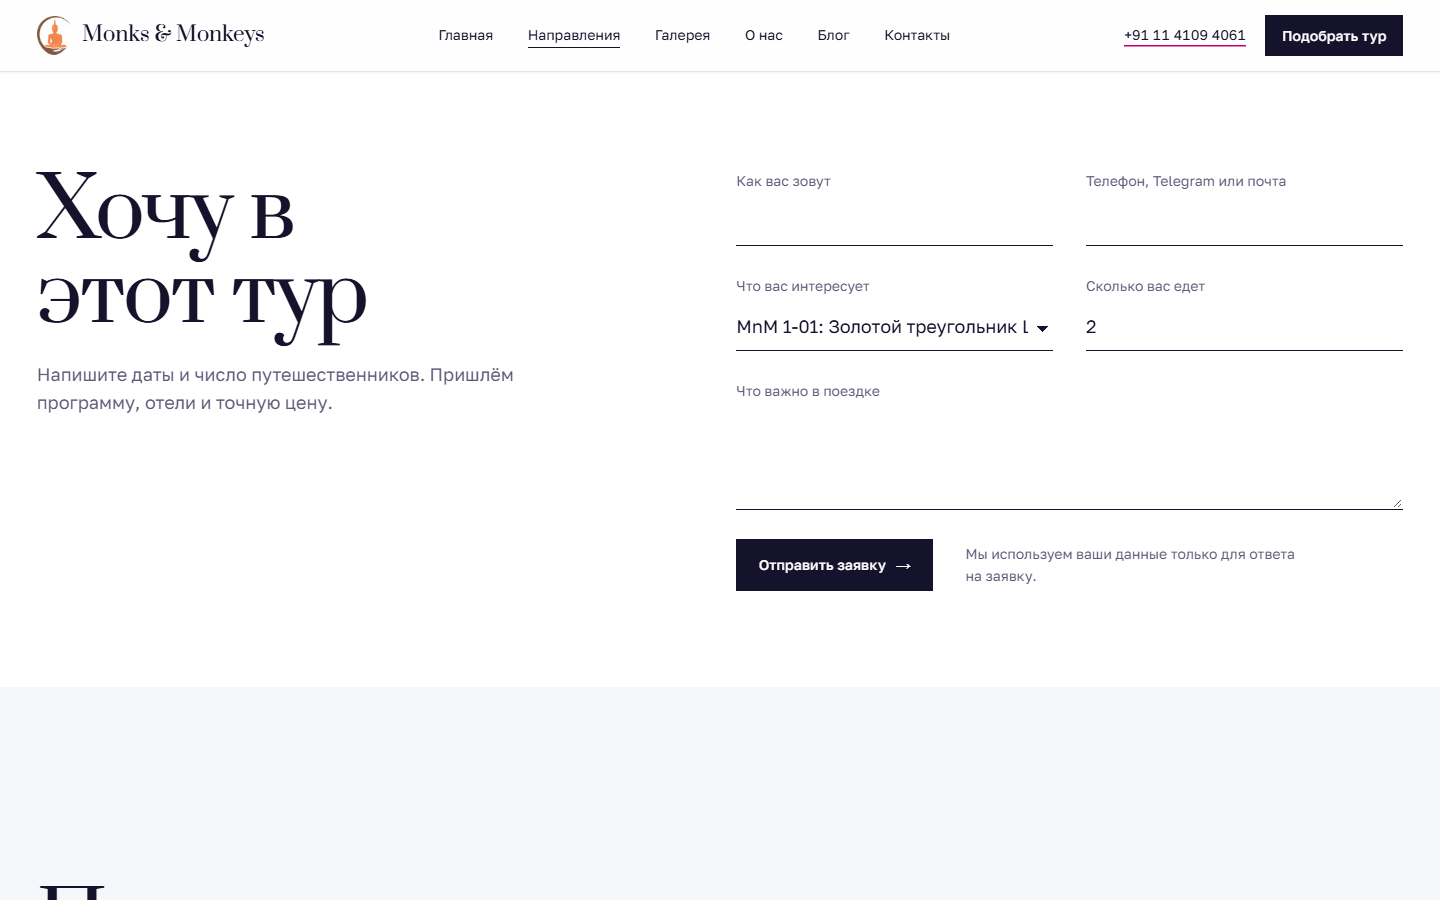 Monks & Monkeys
Главная
Направления
Галерея
О нас
Блог
Контакты
+91 11 4109 4061
Подобрать тур
Хочу в
этот тур
Напишите даты и число путешественников. Пришлём
программу, отели и точную цену.
Как вас зовут
Телефон, Telegram или почта
Что вас интересует
Сколько вас едет
MnM 1-01: Золотой треугольник
2
Что важно в поездке
Отправить заявку →
Мы используем ваши данные только для ответа
на заявку.